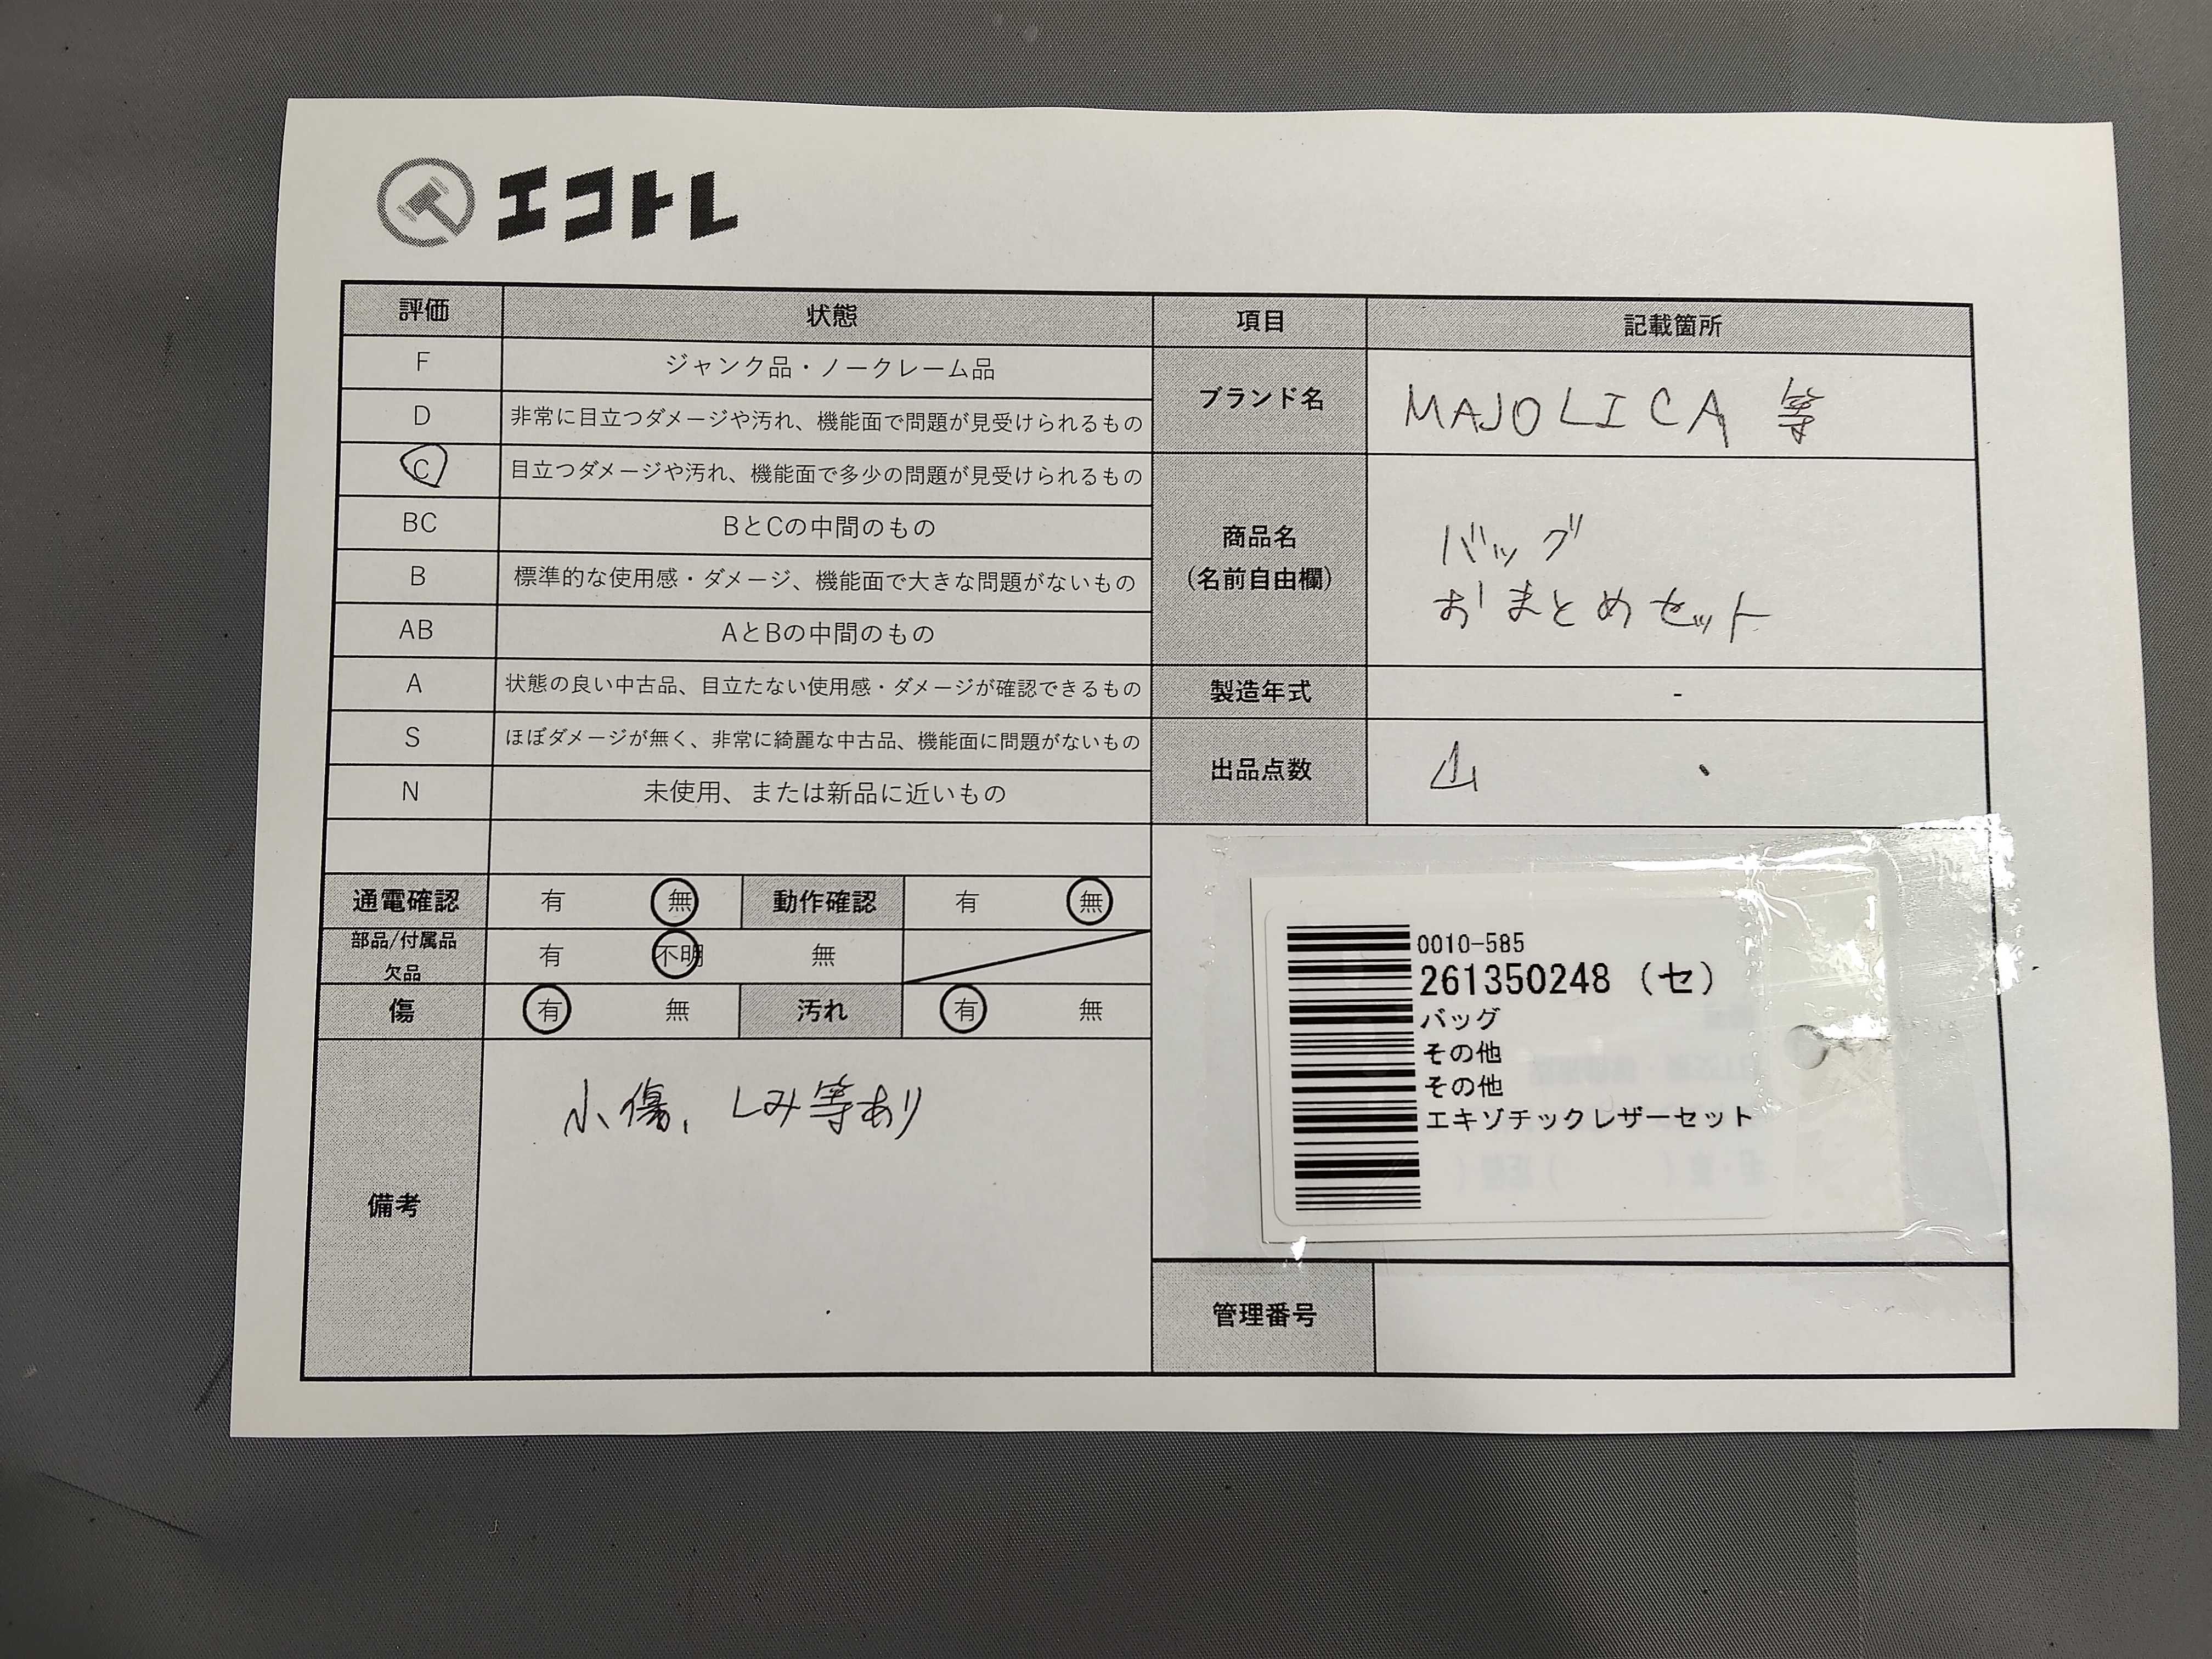 エコトレ
評価 状態 項目 記載箇所
F ジャンク品・ノークレーム品
D 非常に目立つダメージや汚れ、機能面で問題が見受けられるもの
C 目立つダメージや汚れ、機能面で多少の問題が見受けられるもの
BC BとCの中間のもの
B 標準的な使用感・ダメージ、機能面で大きな問題がないもの
AB AとBの中間のもの
A 状態の良い中古品、目立たない使用感・ダメージが確認できるもの
S ほぼダメージが無く、非常に綺麗な中古品、機能面に問題がないもの
N 未使用、または新品に近いもの
ブランド名 MAJOLICA 等
商品名
(名前自由欄)
バッグ
おまとめセット
製造年式 -
出品点数 山
通電確認 有 無 動作確認 有 無
部品/付属品
欠品
有 不明 無
傷 有 無 汚れ 有 無
備考
小傷、しみ等あり
0010-585
261350248 (セ)
バッグ
その他
その他
エキゾチックレザーセット
管理番号